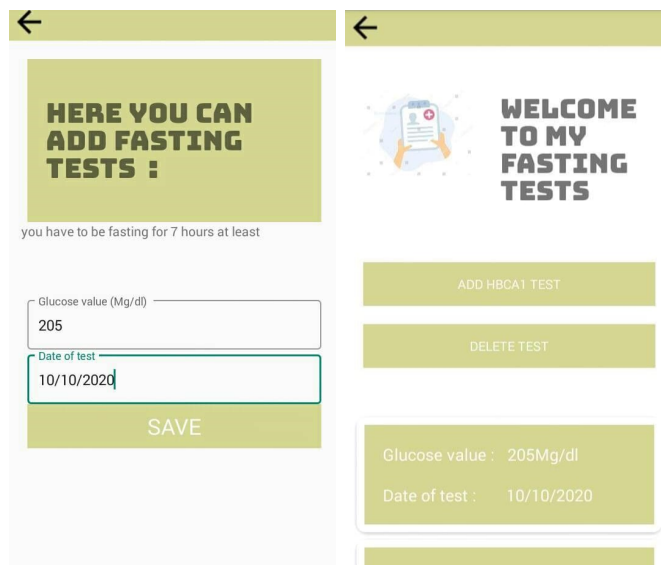 HERE YOU CAN
ADD FASTING
TESTS :
you have to be fasting for 7 hours at least
Glucose value (Mg/dl)
205
Date of test
10/10/2020
SAVE
WELCOME
TO MY
FASTING
TESTS
ADD HBCA1 TEST
DELETE TEST
Glucose value : 205Mg/dl
Date of test : 10/10/2020